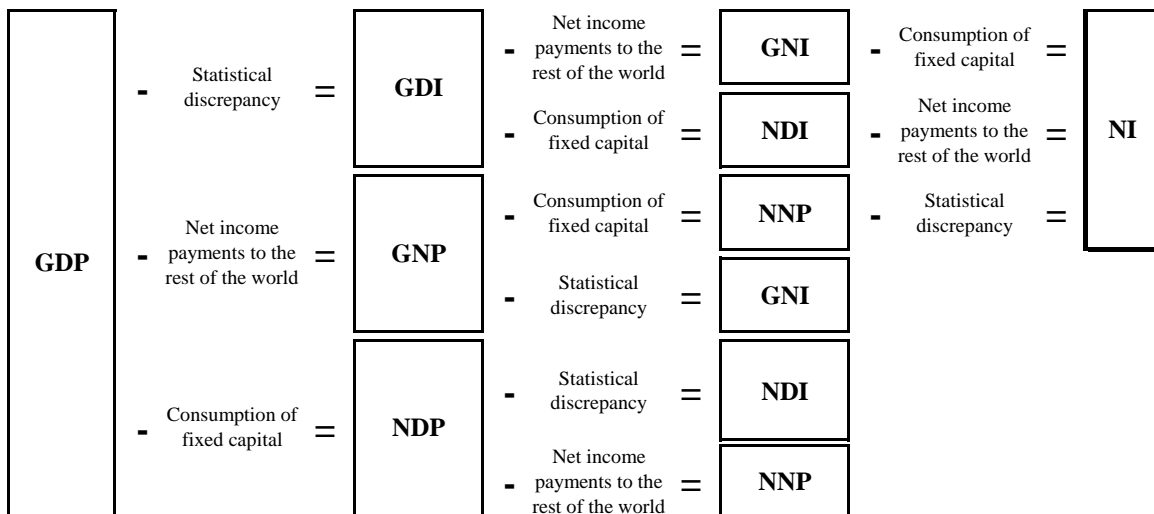 Net income
payments to the
rest of the world
- = GNI - Consumption of
fixed capital =
- Statistical
discrepancy = GDI
- Consumption of
fixed capital = NDI - Net income
payments to the
rest of the world = NI
GDP
- Net income
payments to the
rest of the world = GNP
- Consumption of
fixed capital = NNP - Statistical
discrepancy =
- Statistical
discrepancy = GNI
- Consumption of
fixed capital = NDP
- Statistical
discrepancy = NDI
- Net income
payments to the
rest of the world = NNP